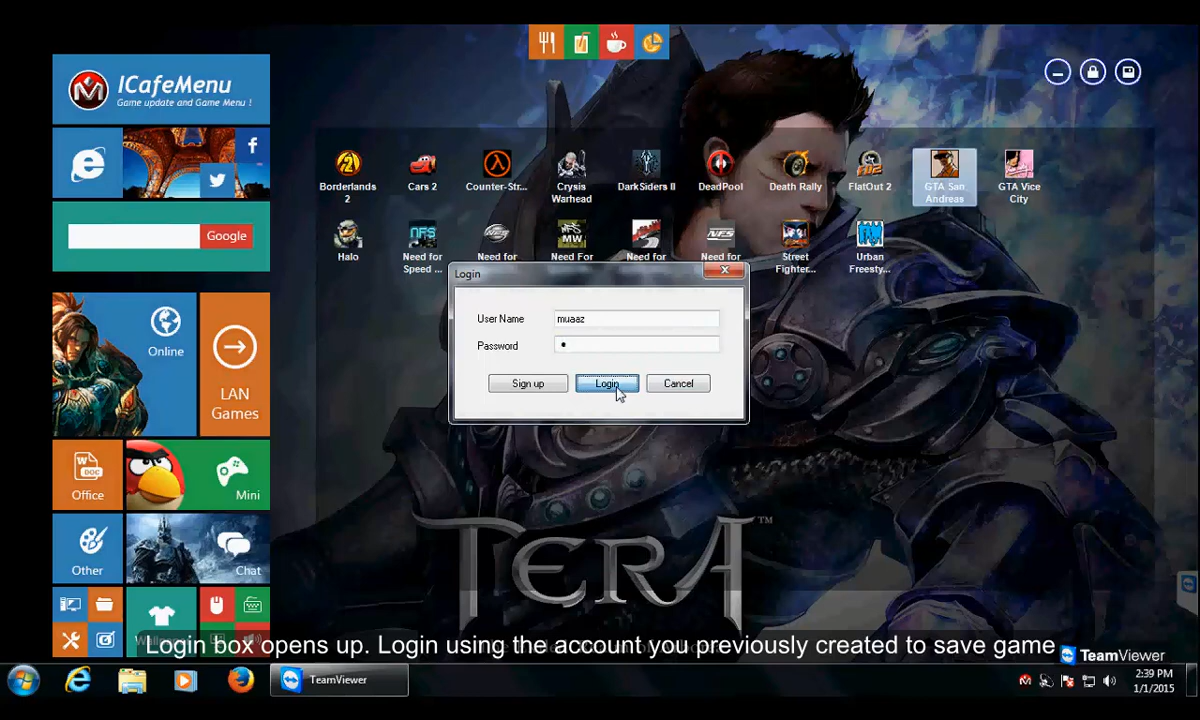 ICafeMenu
Game update and Game Menu !
f
Google
Online
LAN
Games
W
DOC
Office
Mini
Other
Chat
Borderlands
2
Cars 2
Counter-Str...
Crysis
Warhead
DarkSiders II
DeadPool
Death Rally
FlatOut 2
GTA San
Andreas
GTA Vice
City
Halo
Need for
Speed ...
Need for
Need For
Need for
Need for
Street
Fighter...
Urban
Freesty...
Login
User Name
muaaz
Password
Sign up
Login
Cancel
TERA™
Login box opens up. Login using the account you previously created to save game
TeamViewer
TeamViewer
2:39 PM
1/1/2015